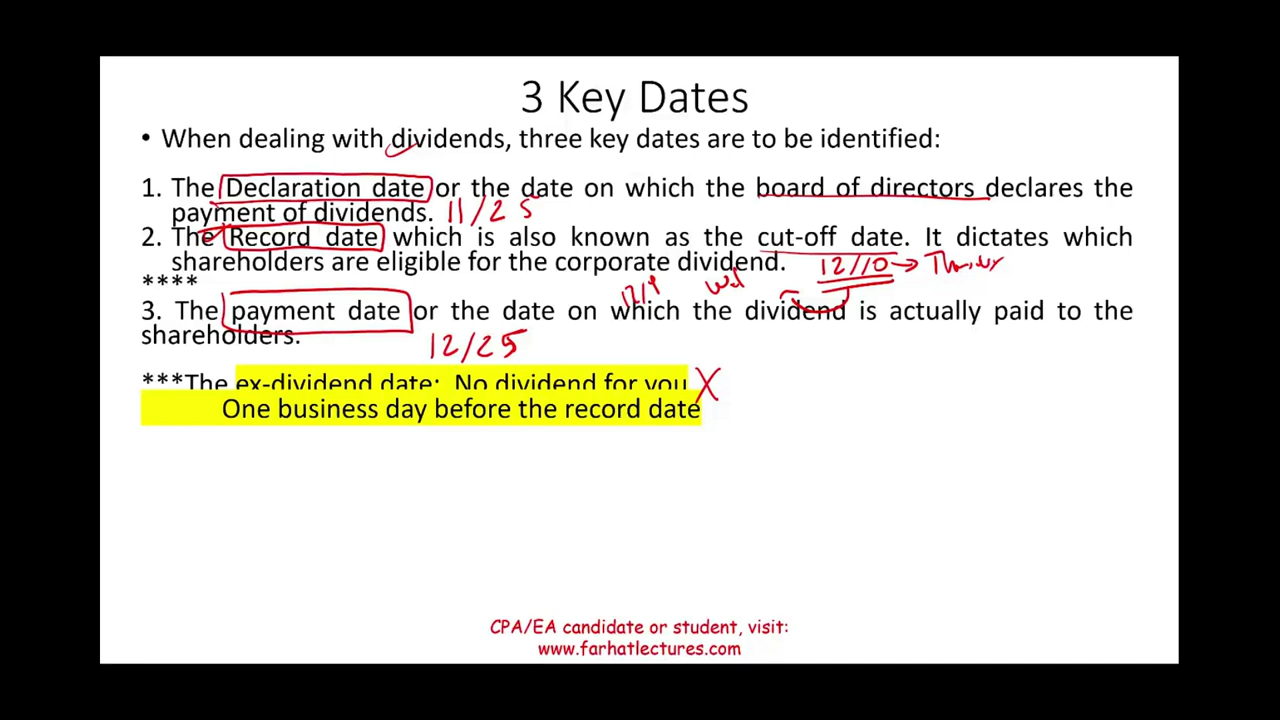 3 Key Dates
• When dealing with dividends, three key dates are to be identified:
1. The Declaration date or the date on which the board of directors declares the
payment of dividends. 11/25
2. The Record date which is also known as the cut-off date. It dictates which
shareholders are eligible for the corporate dividend. 12/10
****
12/9 Wed
3. The payment date or the date on which the dividend is actually paid to the
shareholders.
12/25
***The ex-dividend date: No dividend for you X
One business day before the record date
CPA/EA candidate or student, visit:
www.farhatlectures.com